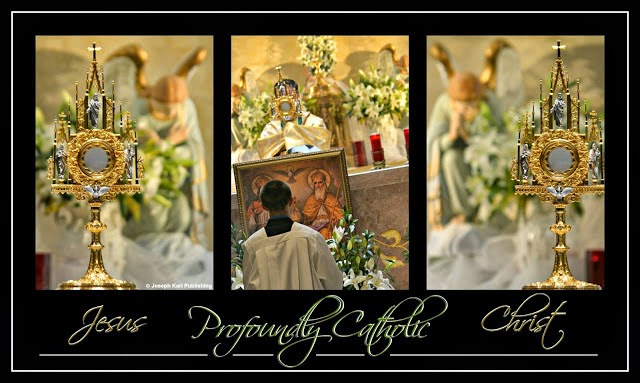 © Joseph Karl Publishing
Jesus Profoundly Catholic Christ